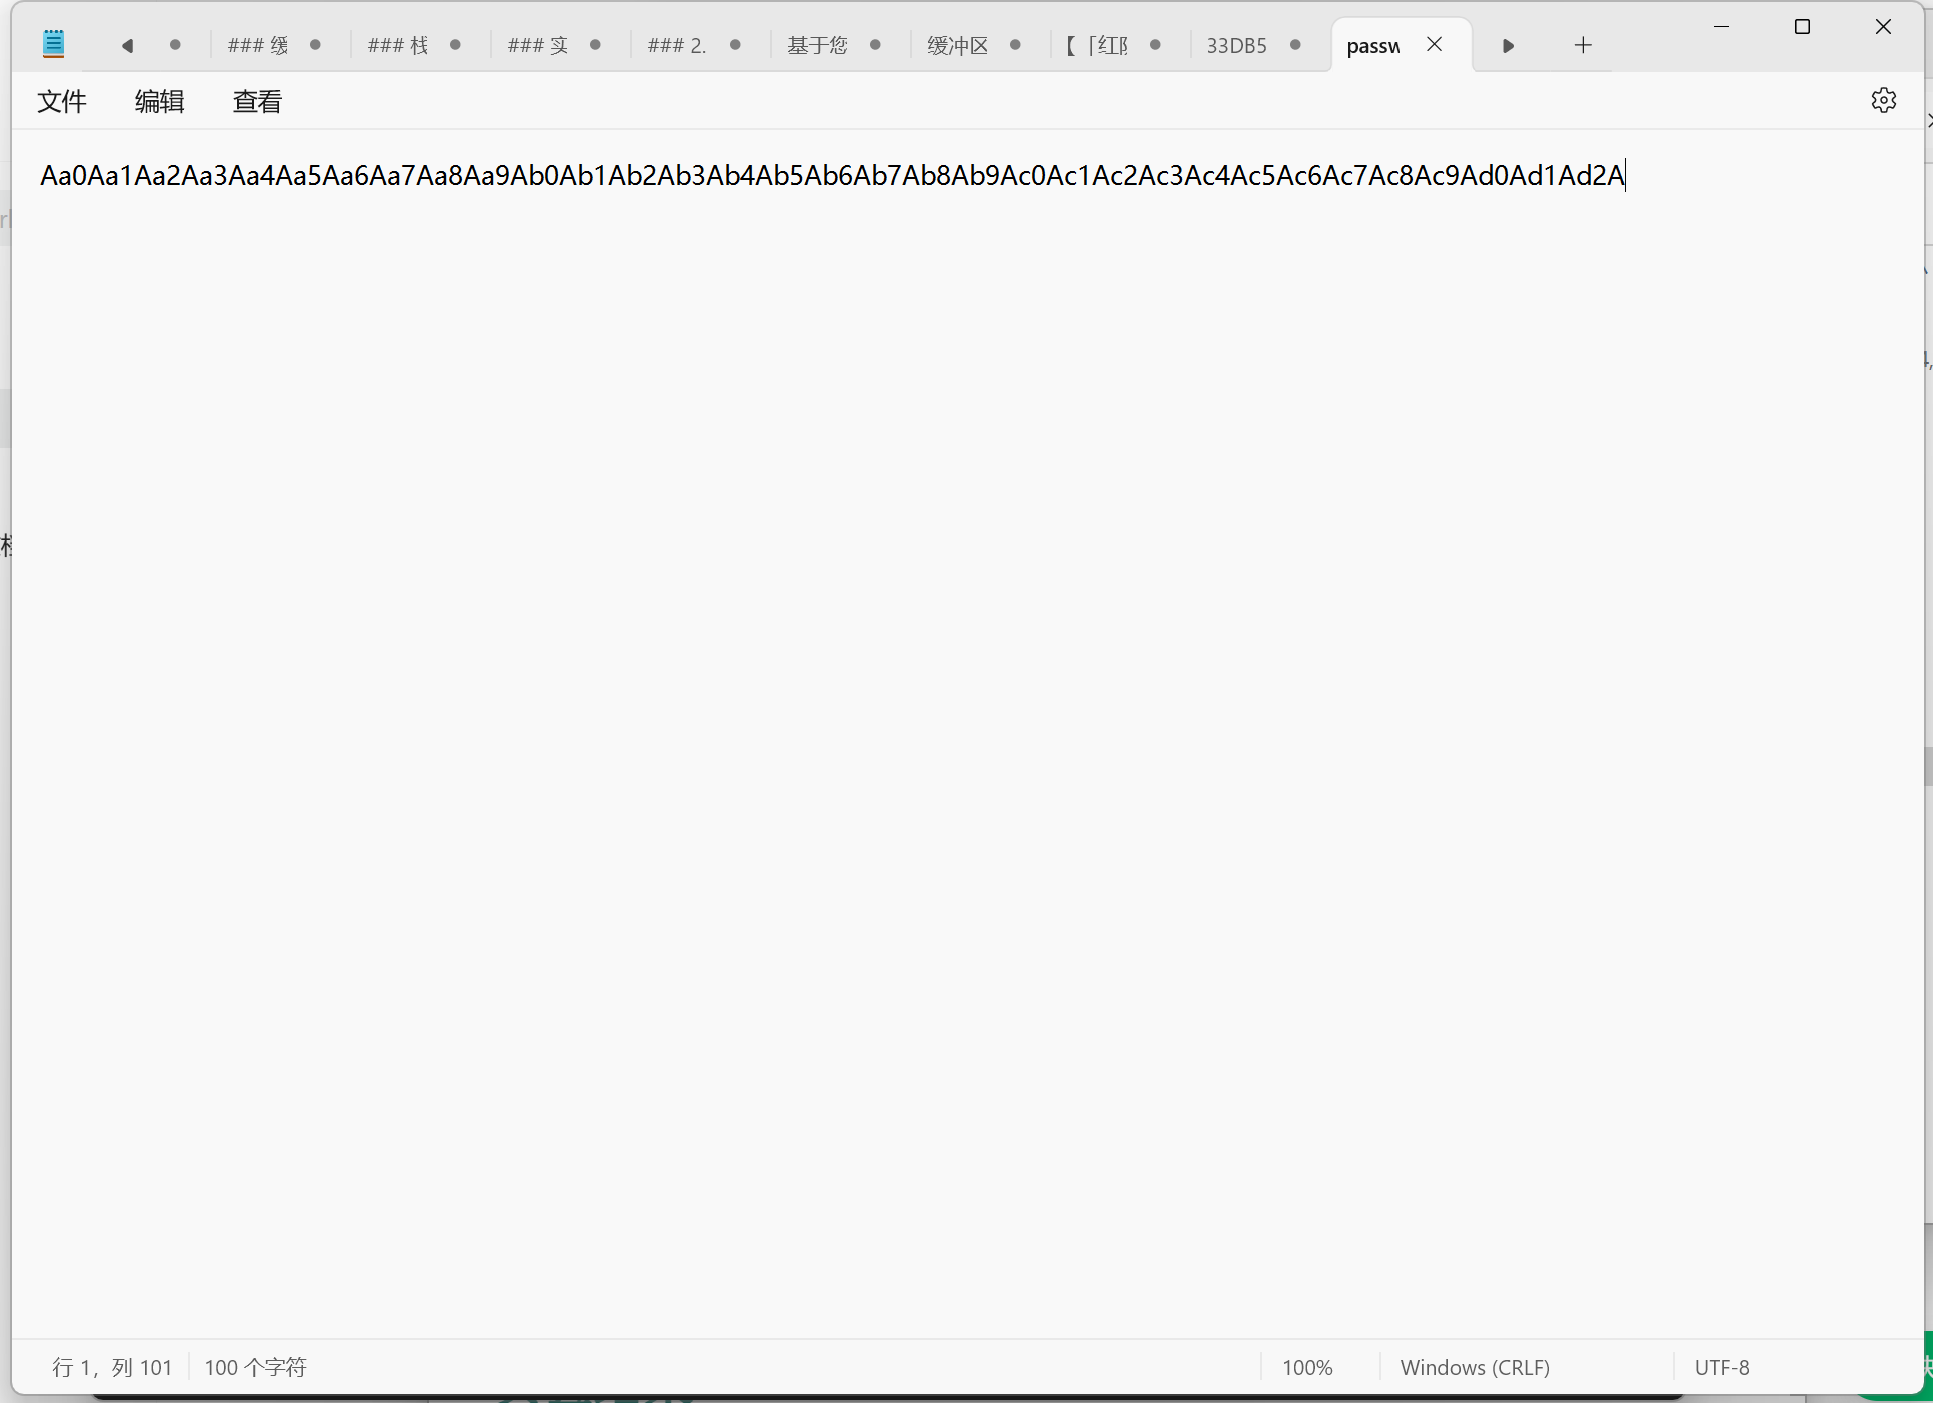 ### 缓 ### 栈 ### 实 ### 2. 基于您 缓冲区 【「红队 33DB5 passw
文件 编辑 查看
Aa0Aa1Aa2Aa3Aa4Aa5Aa6Aa7Aa8Aa9Ab0Ab1Ab2Ab3Ab4Ab5Ab6Ab7Ab8Ab9Ac0Ac1Ac2Ac3Ac4Ac5Ac6Ac7Ac8Ac9Ad0Ad1Ad2A
行 1，列 101 100 个字符 100% Windows (CRLF) UTF-8